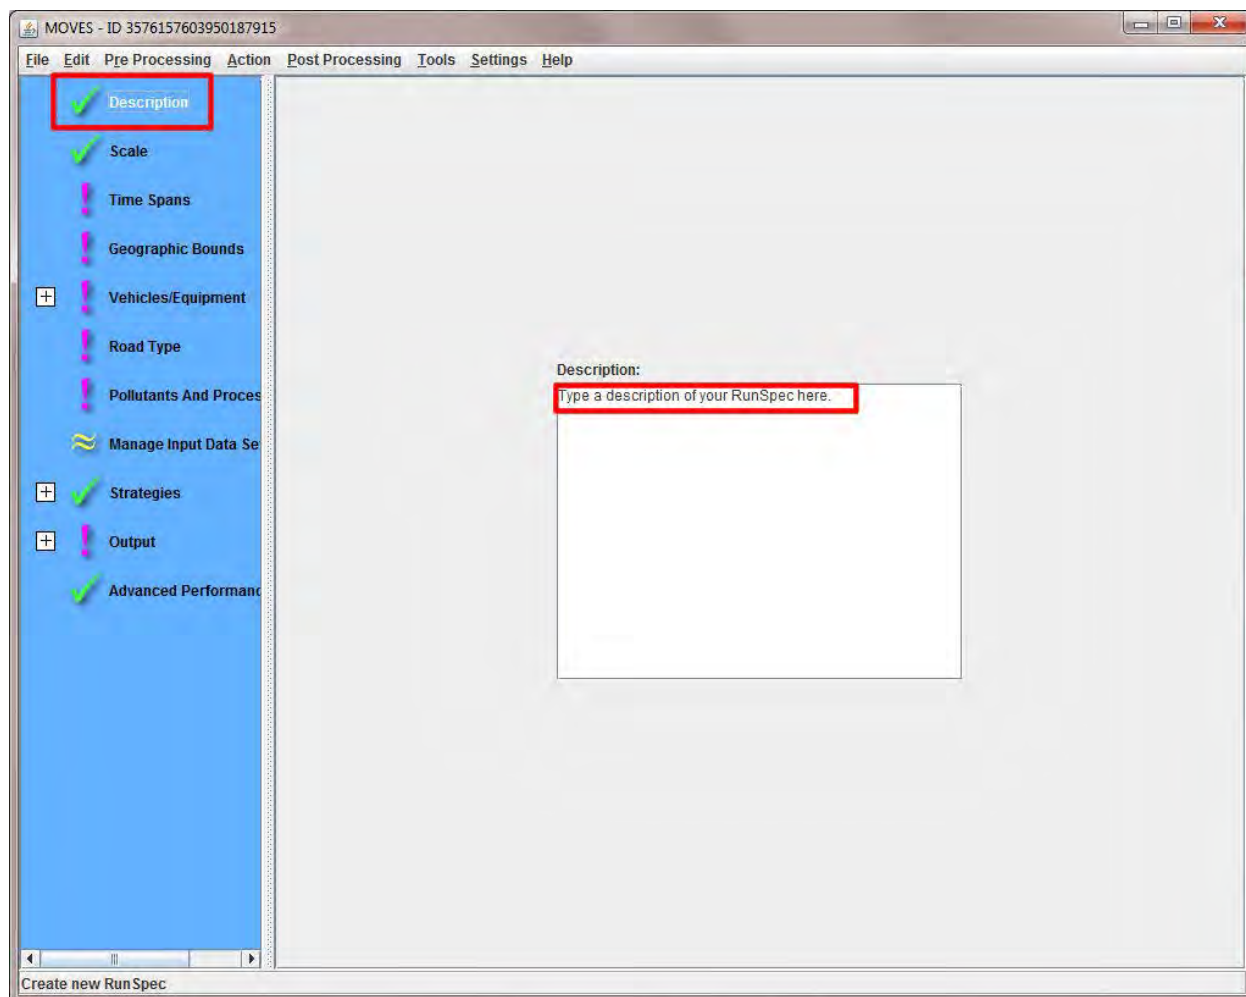 MOVES - ID 3576157603950187915
File Edit Pre Processing Action Post Processing Tools Settings Help
Description
Scale
Time Spans
Geographic Bounds
Vehicles/Equipment
Road Type
Pollutants And Proces
Manage Input Data Se
Strategies
Output
Advanced Performanc
Description:
Type a description of your RunSpec here.
Create new RunSpec